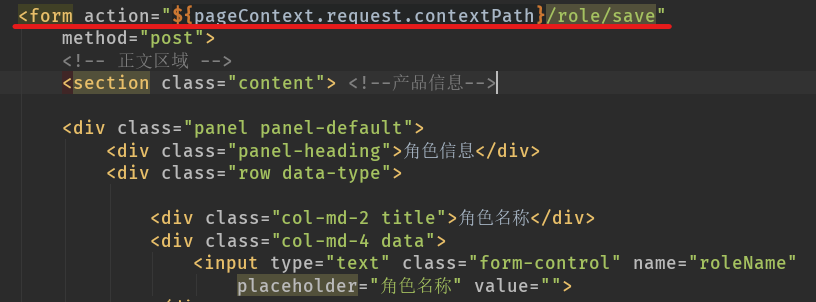 <form action="${pageContext.request.contextPath}/role/save"
method="post">
<!-- 正文区域 -->
<section class="content"> <!--产品信息-->
<div class="panel panel-default">
<div class="panel-heading">角色信息</div>
<div class="row data-type">
<div class="col-md-2 title">角色名称</div>
<div class="col-md-4 data">
<input type="text" class="form-control" name="roleName"
placeholder="角色名称" value="">